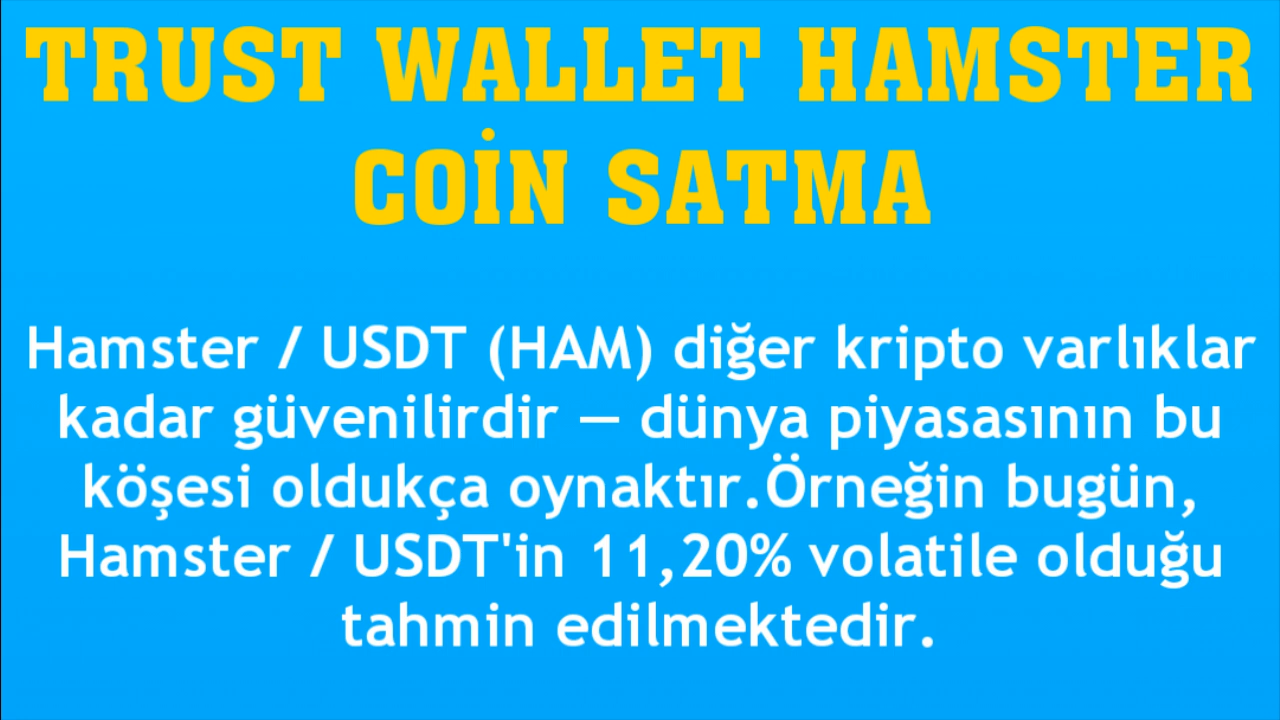 TRUST WALLET HAMSTER
COİN SATMA
Hamster / USDT (HAM) diğer kripto varlıklar
kadar güvenilirdir — dünya piyasasının bu
köşesi oldukça oynaktır.Örneğin bugün,
Hamster / USDT'in 11,20% volatile olduğu
tahmin edilmektedir.